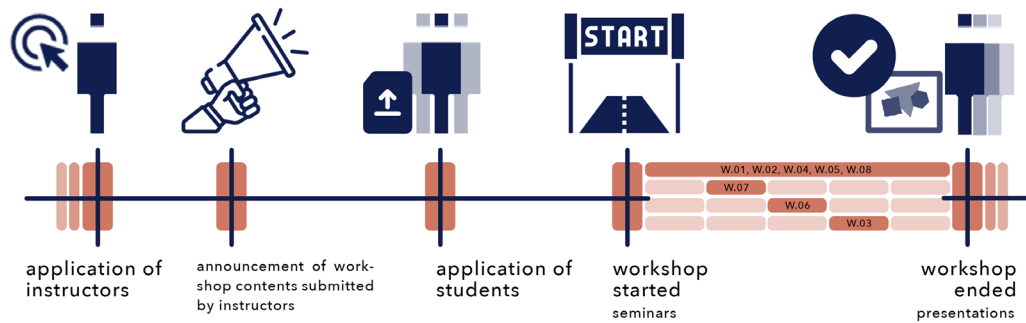 START
W.01, W.02, W.04, W.05, W.08
W.07
W.06
W.03
application of
instructors
announcement of work-
shop contents submitted
by instructors
application of
students
workshop
started
seminars
workshop
ended
presentations